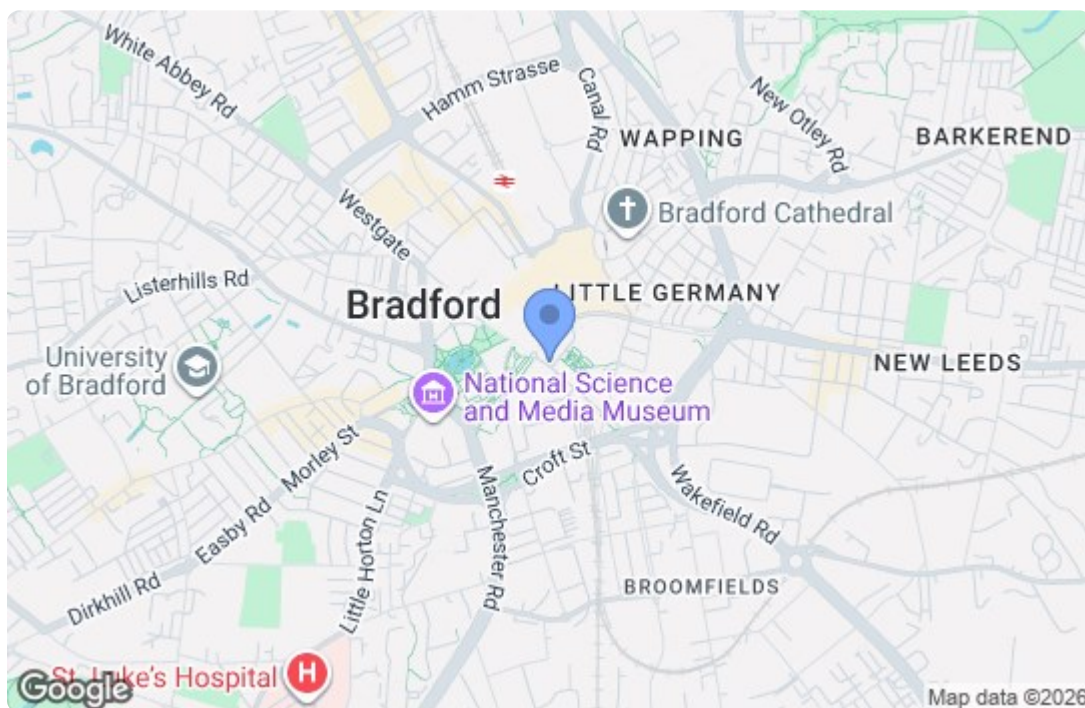 White Abbey Rd
Hamm Strasse
Canal Rd
WAPPING
New Otley Rd
BARKEREND
Westgate
Bradford Cathedral
Listerhills Rd
Bradford
LITTLE GERMANY
University
of Bradford
NEW LEEDS
National Science
and Media Museum
Morley St
Croft St
Easby Rd
Little Horton Ln
Manchester Rd
Wakefield Rd
Dirkhill Rd
BROOMFIELDS
St. Luke's Hospital
H
Google
Map data ©2026